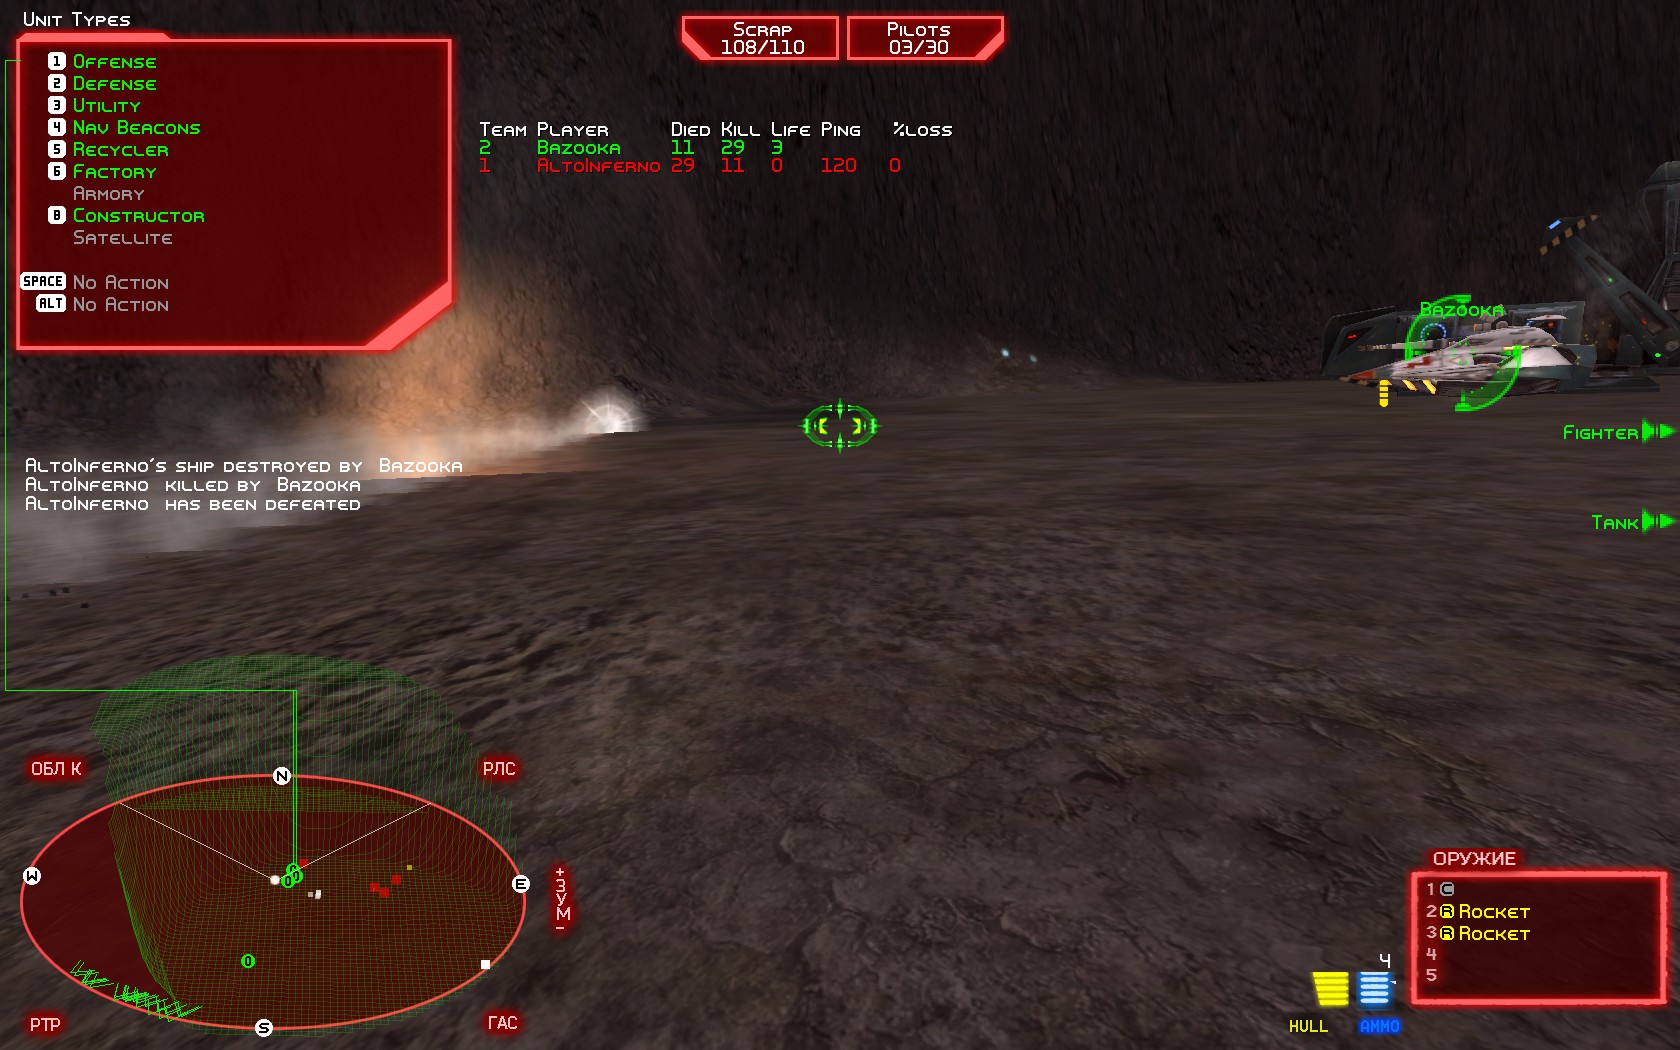 Unit Types
1 Offense
2 Defense
3 Utility
4 Nav Beacons
5 Recycler
6 Factory
Armory
8 Constructor
Satellite
SPACE No Action
ALT No Action
Scrap
108/110
Pilots
03/30
Team Player Died Kill Life Ping %loss
2 Bazooka 11 29 3
1 AltoInferno 29 11 0 120 0
Bazooka
Fighter
Tank
AltoInferno's ship destroyed by Bazooka
AltoInferno killed by Bazooka
AltoInferno has been defeated
ОБЛ К
РЛС
N
W
E
S
0
0
+ЗУМ-
РТР
ГАС
ОРУЖИЕ
1 C
2 R Rocket
3 R Rocket
4
5
4
HULL
AMMO